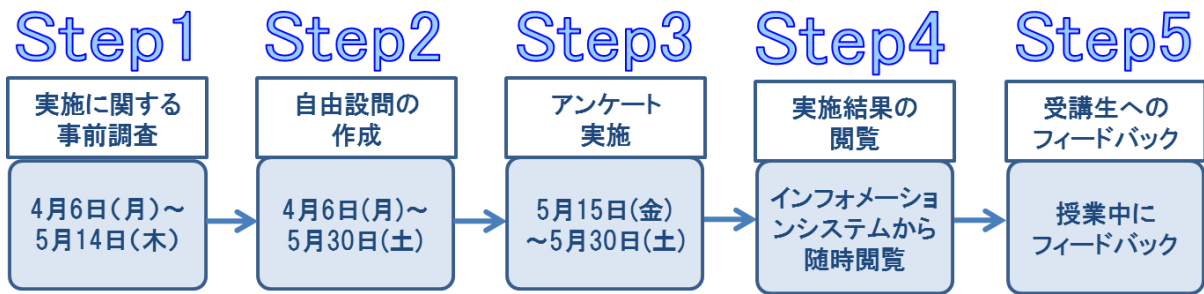 Step1
実施に関する
事前調査
4月6日(月)~
5月14日(木)
Step2
自由設問の
作成
4月6日(月)~
5月30日(土)
Step3
アンケート
実施
5月15日(金)
~5月30日(土)
Step4
実施結果の
閲覧
インフォメーショ
ンシステムから
随時閲覧
Step5
受講生への
フィードバック
授業中に
フィードバック